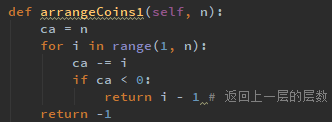 def arrangeCoins1(self, n):
    ca = n
    for i in range(1, n):
        ca -= i
        if ca < 0:
            return i - 1 # 返回上一层的层数
    return -1